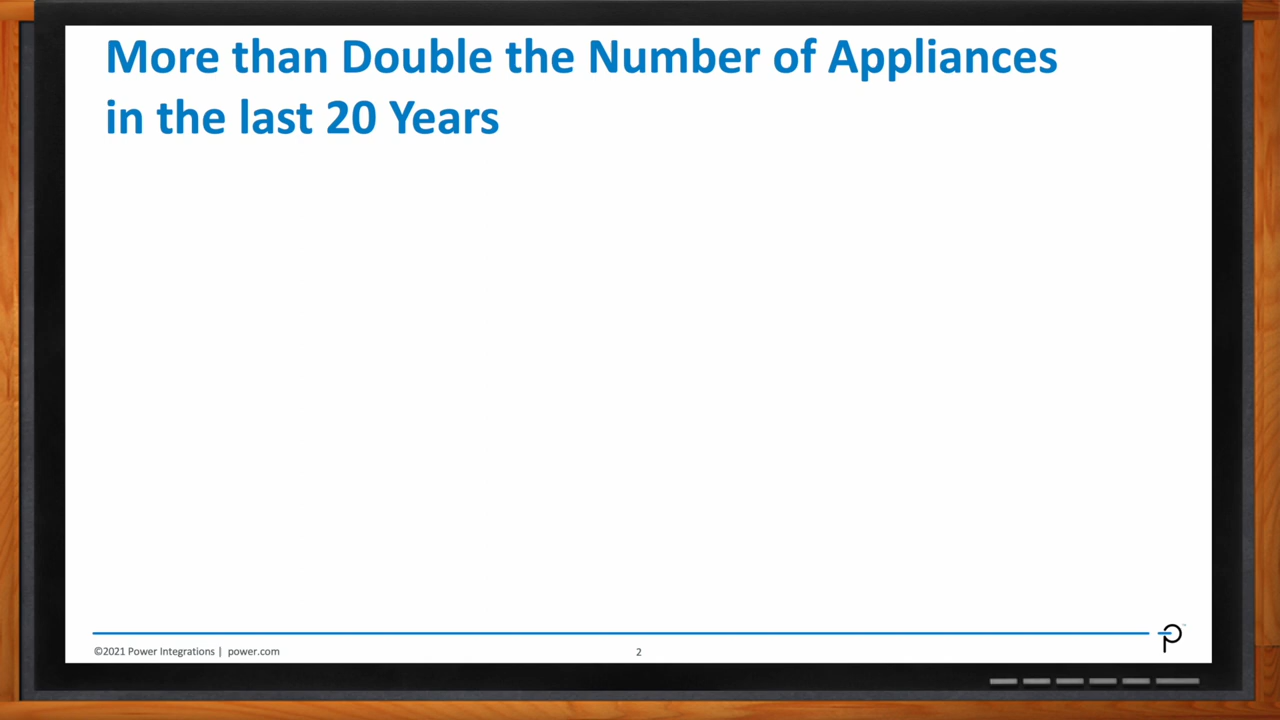 More than Double the Number of Appliances
in the last 20 Years
©2021 Power Integrations | power.com
2